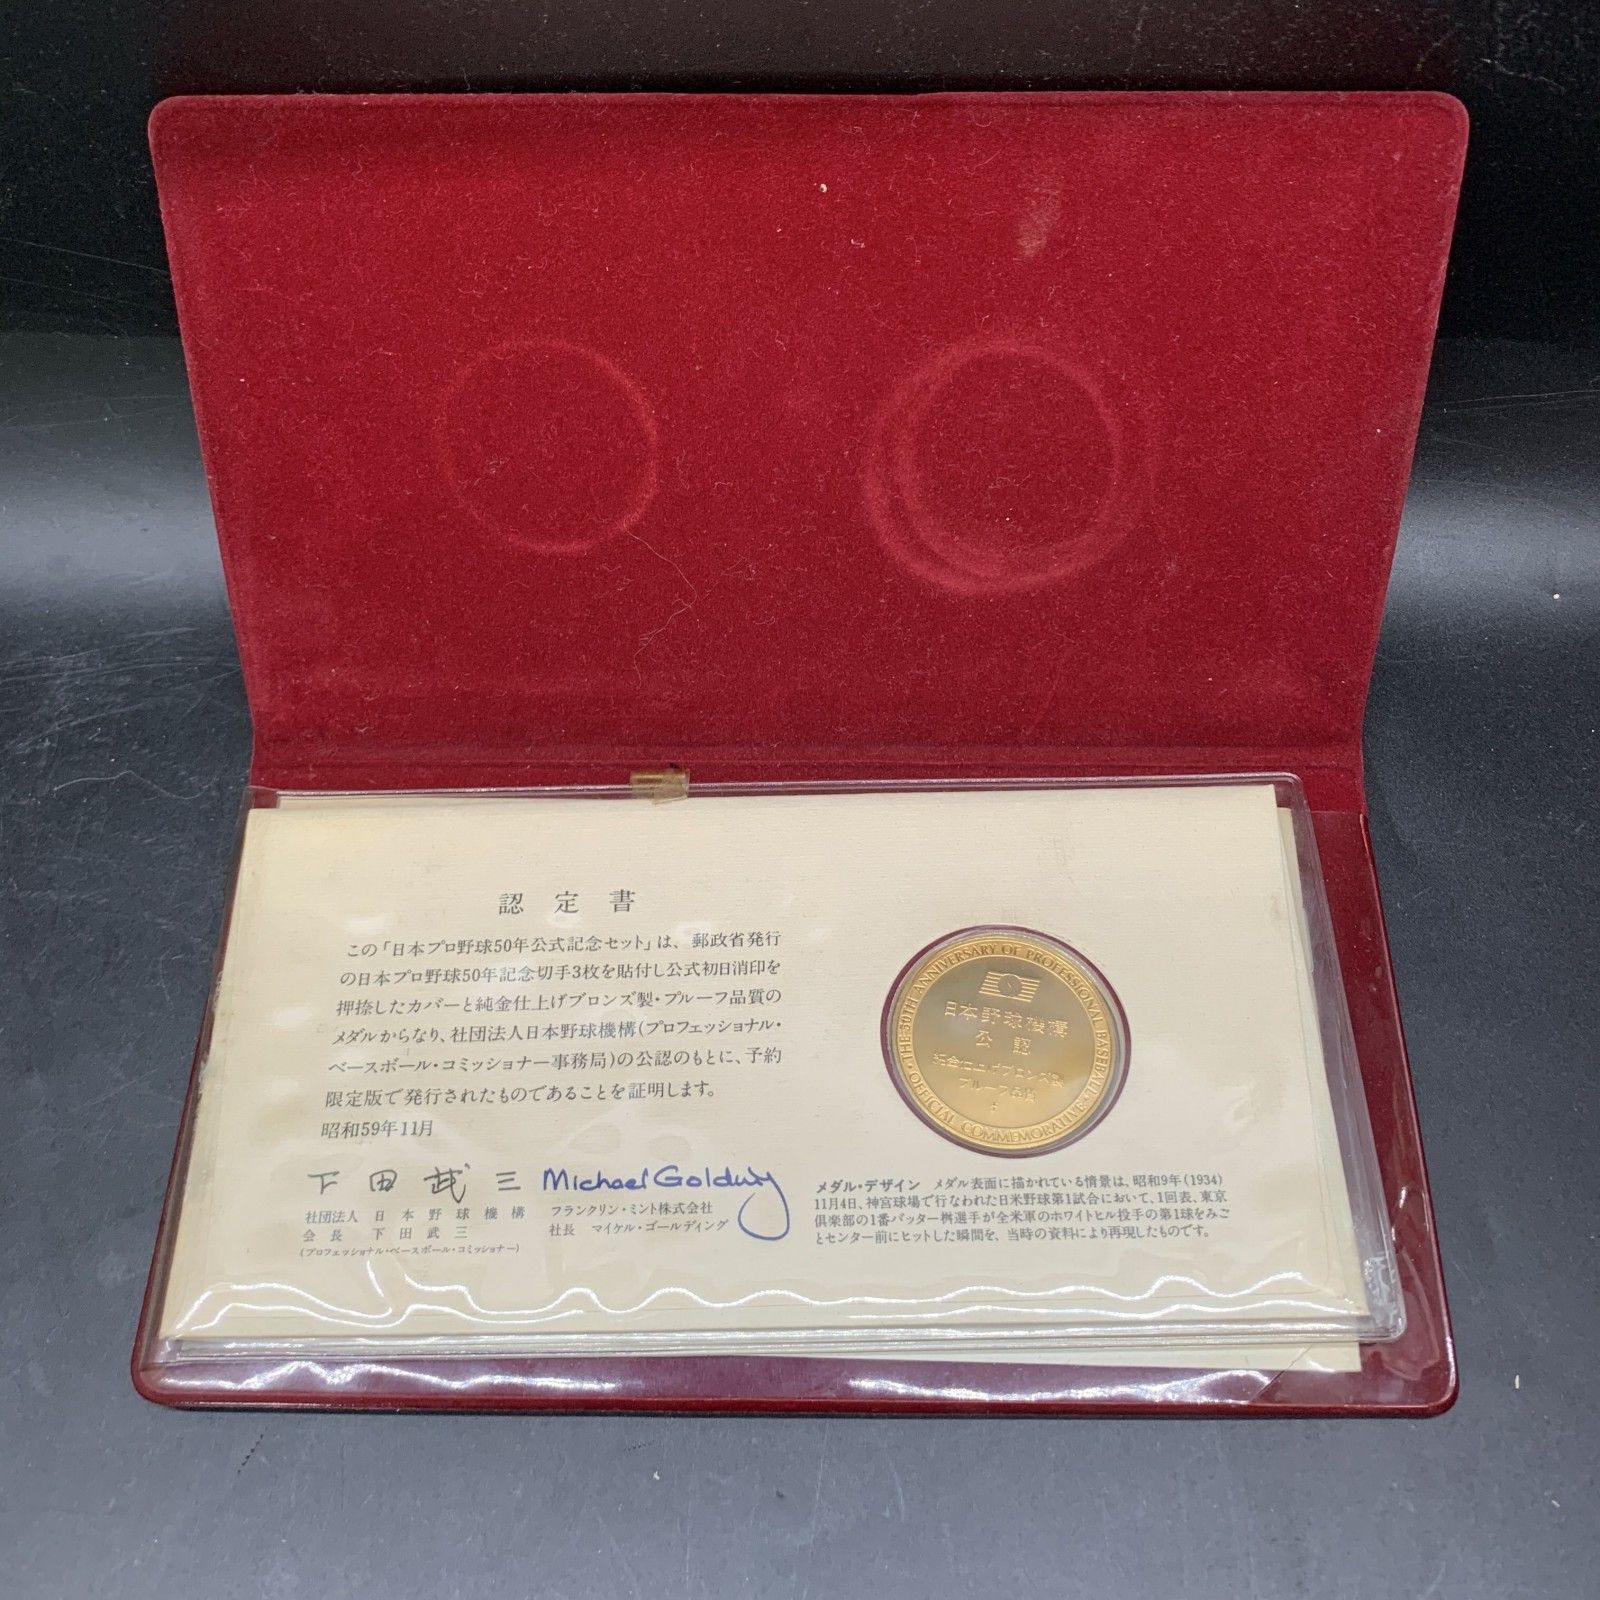 認定書
この「日本プロ野球50年公式記念セット」は、郵政省発行
の日本プロ野球50年記念切手3枚を貼付し公式初日消印を
押捺したカバーと純金仕上げブロンズ製・プルーフ品質の
メダルからなり、社団法人日本野球機構(プロフェッショナル・
ベースボール・コミッショナー事務局)の公認のもとに、予約
限定版で発行されたものであることを証明します。
昭和59年11月
下田武三
社団法人 日本野球機構
会長 下田武三
(プロフェッショナル・ベースボール・コミッショナー)
Michael Golding
フランクリン・ミント株式会社
社長 マイケル・ゴールディング
THE 50TH ANNIVERSARY OF PROFESSIONAL BASEBALL
日本野球機構
公認
純金仕上げブロンズ製
プルーフ品質
OFFICIAL COMMEMORATIVE
メダル・デザイン メダル表面に描かれている情景は、昭和9年(1934)
11月4日、神宮球場で行なわれた日米野球第1試合において、1回表、東京
倶楽部の1番バッター桝選手が全米軍のホワイトヒル投手の第1球をみご
とセンター前にヒットした瞬間を、当時の資料により再現したものです。